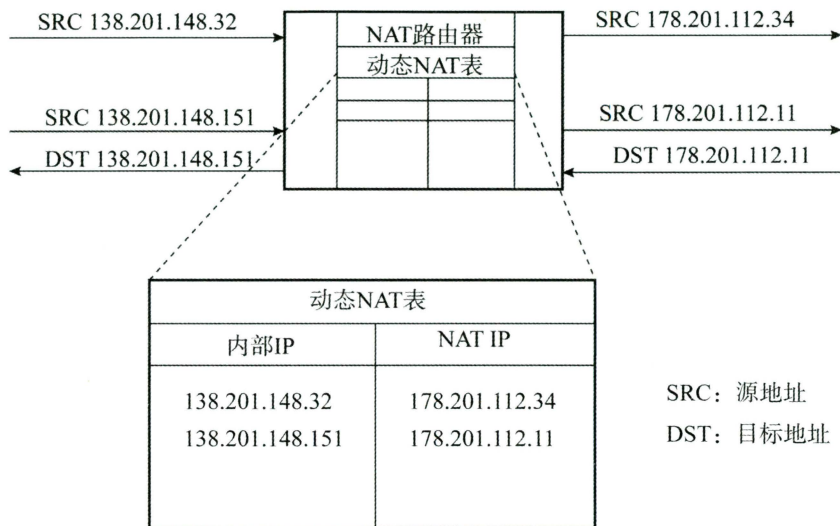 SRC 138.201.148.32
NAT路由器
SRC 178.201.112.34
动态NAT表
SRC 138.201.148.151
SRC 178.201.112.11
DST 138.201.148.151
DST 178.201.112.11
动态NAT表
内部IP
NAT IP
138.201.148.32
178.201.112.34
SRC：源地址
138.201.148.151
178.201.112.11
DST：目标地址